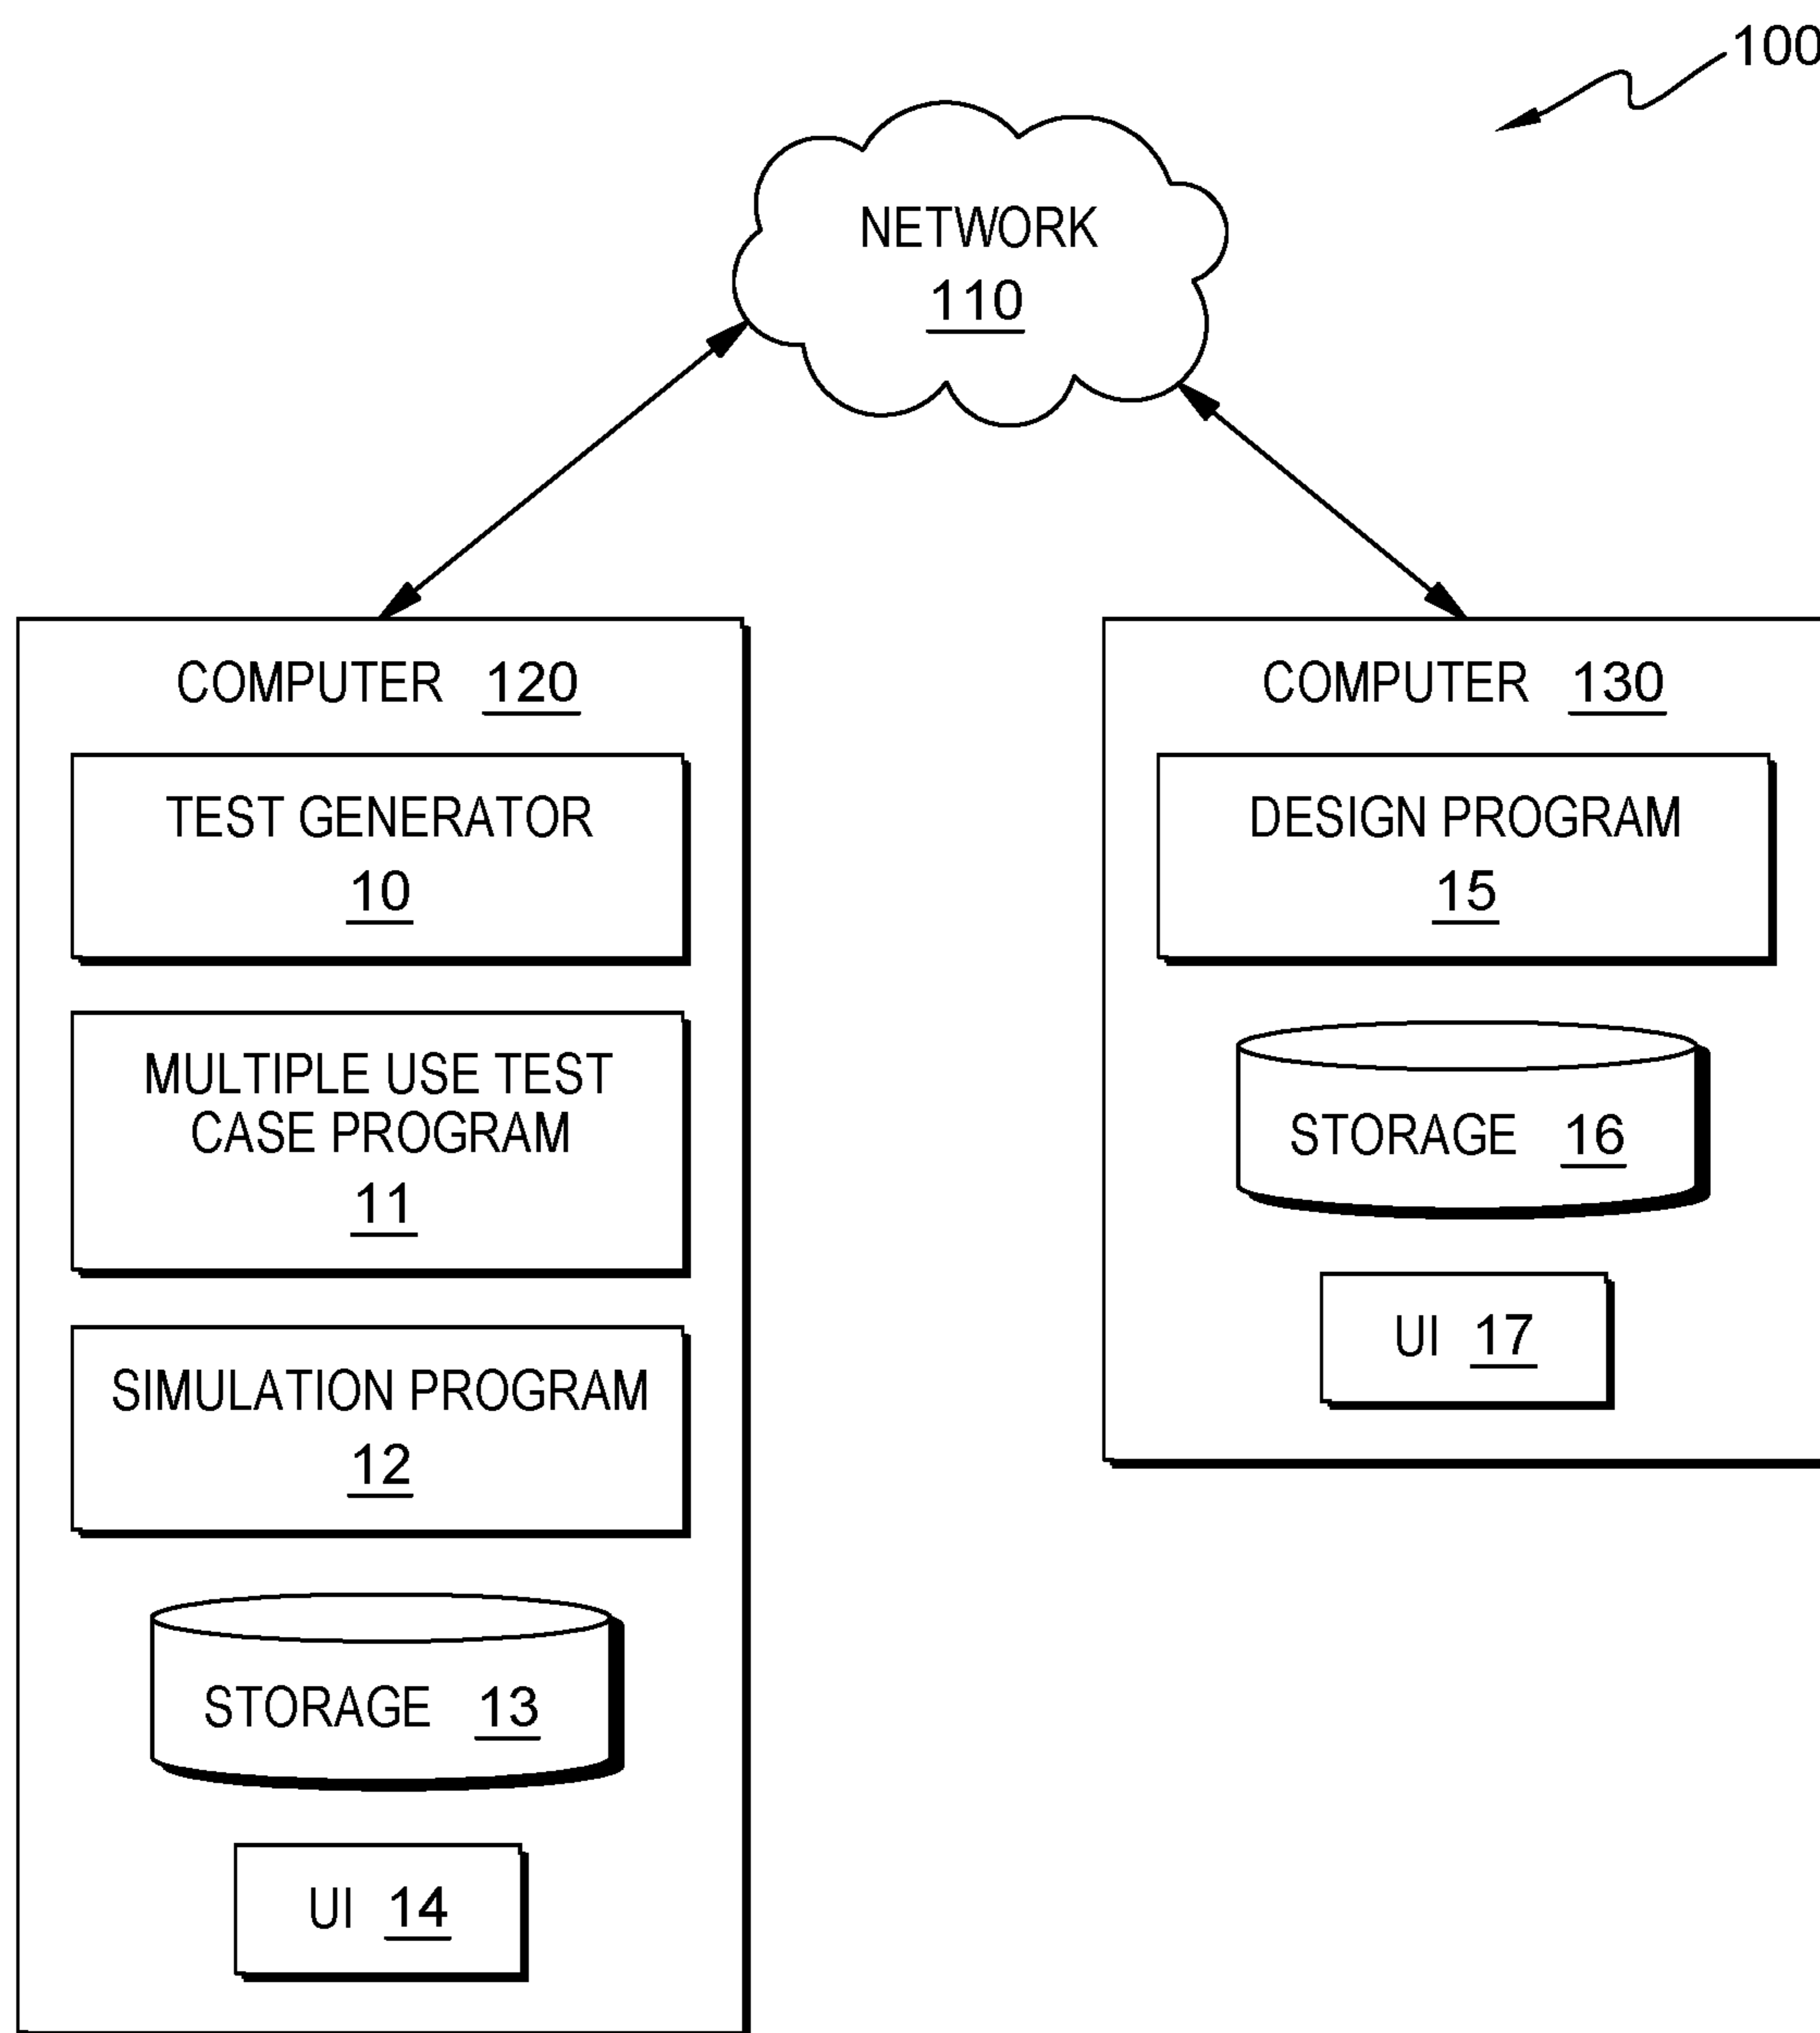 100
NETWORK
110
COMPUTER 120
TEST GENERATOR
10
MULTIPLE USE TEST
CASE PROGRAM
11
SIMULATION PROGRAM
12
STORAGE 13
UI 14
COMPUTER 130
DESIGN PROGRAM
15
STORAGE 16
UI 17